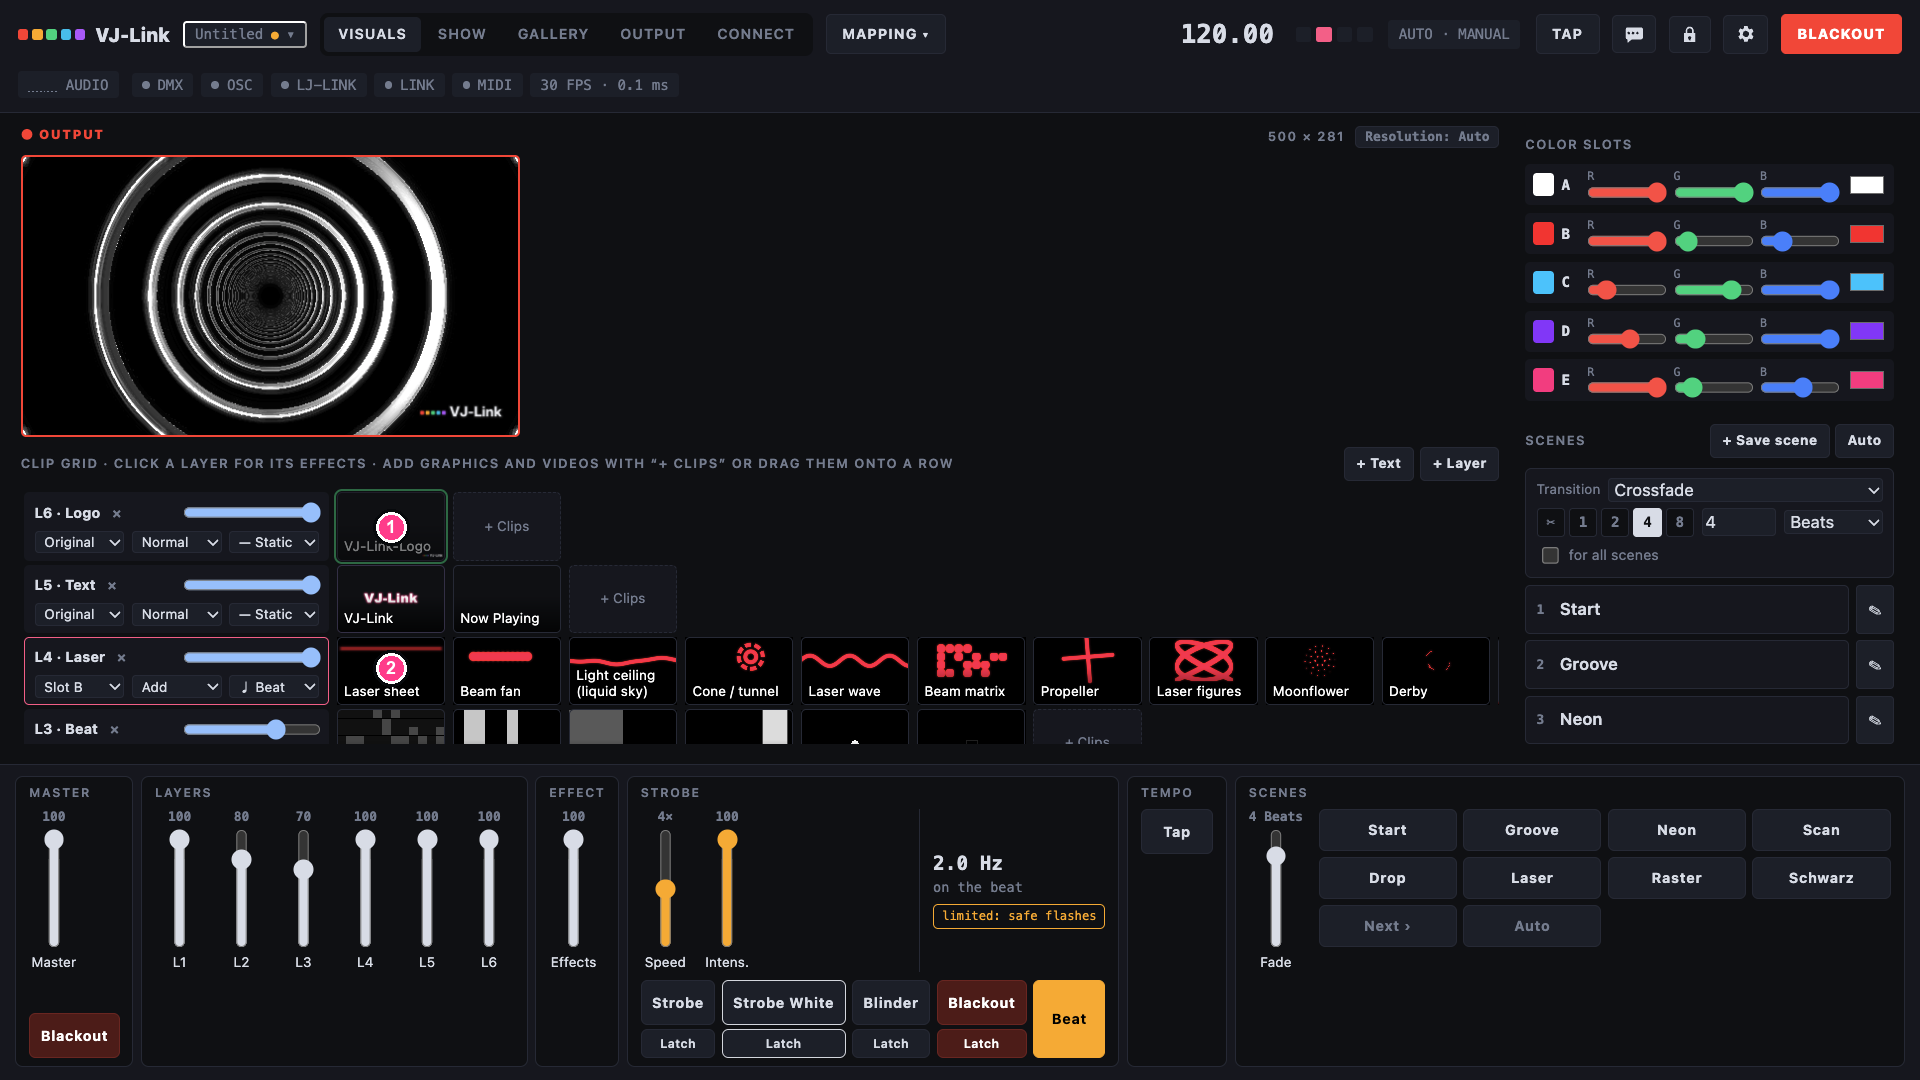 VJ-Link
Untitled
VISUALS
SHOW
GALLERY
OUTPUT
CONNECT
MAPPING
120.00
AUTO · MANUAL
TAP
BLACKOUT
AUDIO
DMX
OSC
LJ-LINK
LINK
MIDI
30 FPS · 0.1 ms
OUTPUT
500 × 281
Resolution: Auto
VJ-Link
COLOR SLOTS
A
R
G
B
B
R
G
B
C
R
G
B
D
R
G
B
E
R
G
B
CLIP GRID · CLICK A LAYER FOR ITS EFFECTS · ADD GRAPHICS AND VIDEOS WITH “+ CLIPS” OR DRAG THEM ONTO A ROW
+ Text
+ Layer
L6 · Logo ×
Original
Normal
— Static
1
VJ-Link-Logo
+ Clips
L5 · Text ×
Original
Normal
— Static
VJ-Link
VJ-Link
Now Playing
+ Clips
L4 · Laser ×
Slot B
Add
♩ Beat
2
Laser sheet
Beam fan
Light ceiling
(liquid sky)
Cone / tunnel
Laser wave
Beam matrix
Propeller
Laser figures
Moonflower
Derby
L3 · Beat ×
+ Clips
SCENES
+ Save scene
Auto
Transition
Crossfade
1
2
4
8
4
Beats
for all scenes
1 Start
2 Groove
3 Neon
MASTER
100
Master
Blackout
LAYERS
100
80
70
100
100
100
L1
L2
L3
L4
L5
L6
EFFECT
100
Effects
STROBE
4×
100
Speed
Intens.
2.0 Hz
on the beat
limited: safe flashes
Strobe
Strobe White
Blinder
Blackout
Beat
Latch
Latch
Latch
Latch
TEMPO
Tap
SCENES
4 Beats
Fade
Start
Groove
Neon
Scan
Drop
Laser
Raster
Schwarz
Next ›
Auto